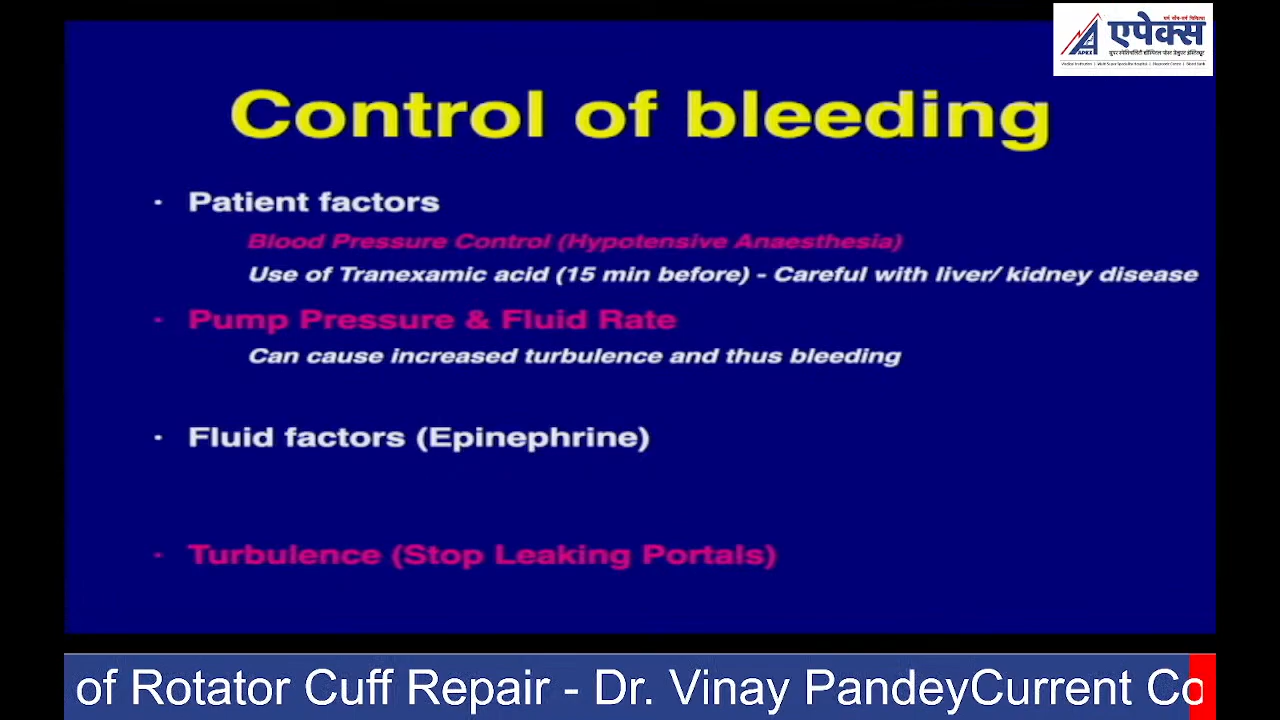 एपेक्स
APEX
Control of bleeding
· Patient factors
Blood Pressure Control (Hypotensive Anaesthesia)
Use of Tranexamic acid (15 min before) - Careful with liver/ kidney disease
· Pump Pressure & Fluid Rate
Can cause increased turbulence and thus bleeding
· Fluid factors (Epinephrine)
· Turbulence (Stop Leaking Portals)
of Rotator Cuff Repair - Dr. Vinay PandeyCurrent Co